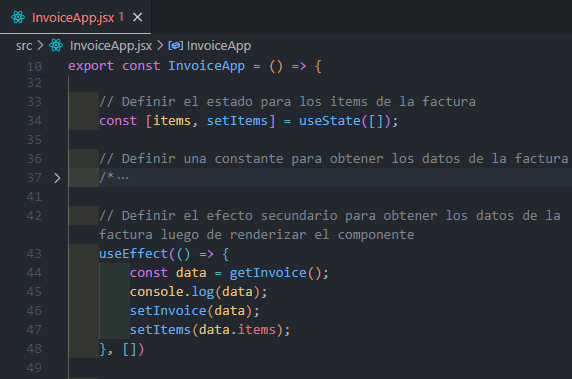 InvoiceApp.jsx 1 ×
src > InvoiceApp.jsx > InvoiceApp
10 export const InvoiceApp = () => {
32
33 // Definir el estado para los items de la factura
34 const [items, setItems] = useState([]);
35
36 // Definir una constante para obtener los datos de la factura
37 > /* ···
41
42 // Definir el efecto secundario para obtener los datos de la
factura luego de renderizar el componente
43 useEffect(() => {
44 const data = getInvoice();
45 console.log(data);
46 setInvoice(data);
47 setItems(data.items);
48 }, [])
49